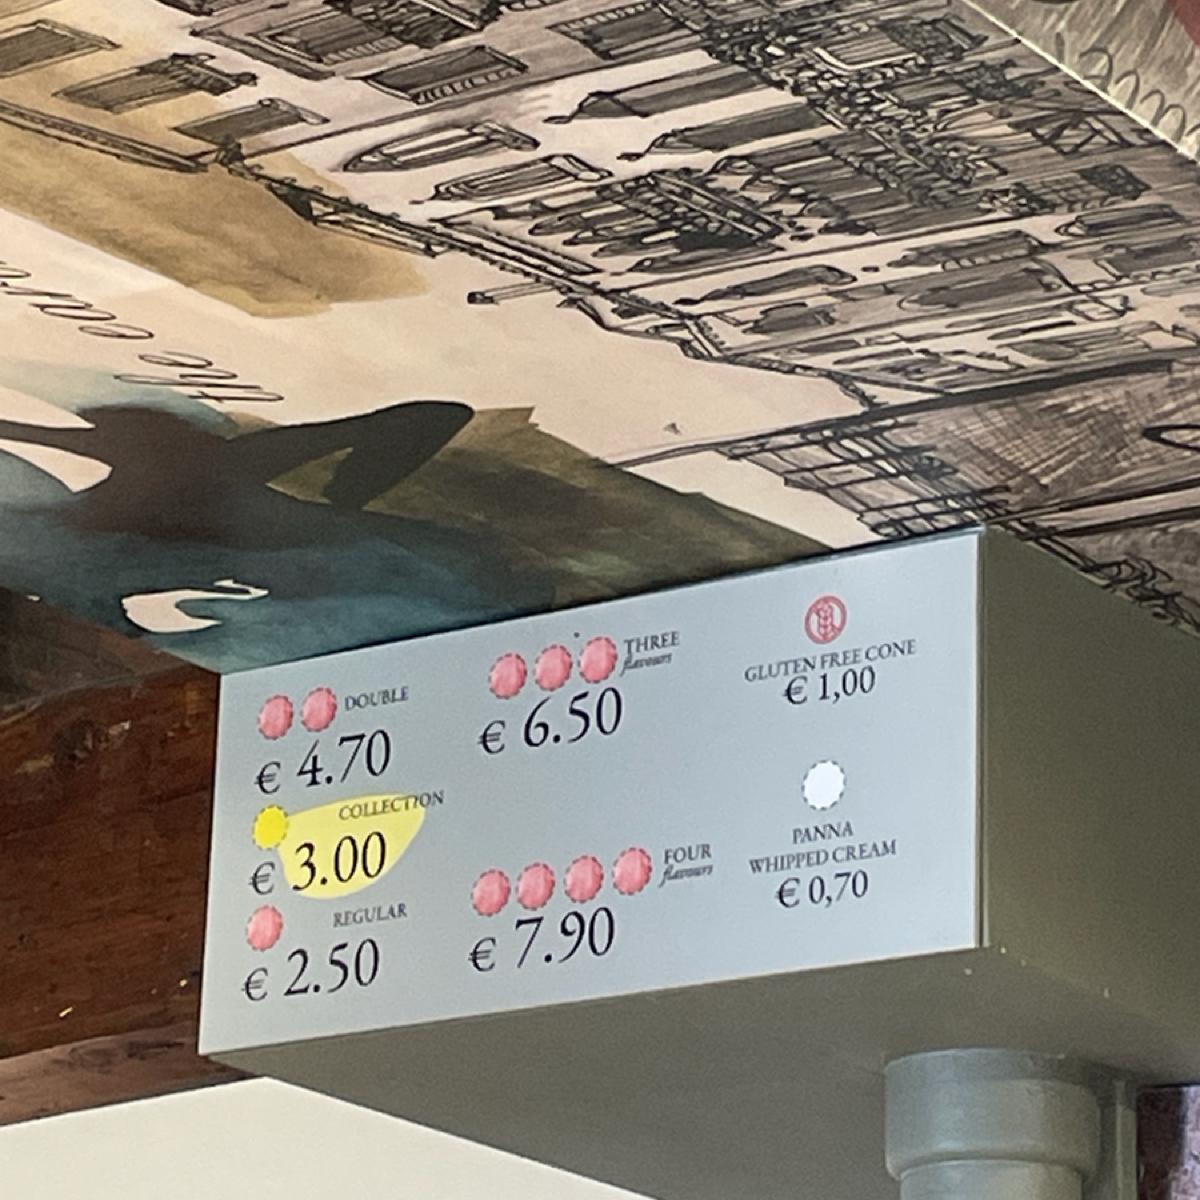 the
DOUBLE
€ 4.70
COLLECTION
€ 3.00
REGULAR
€ 2.50
THREE
flavours
€ 6.50
FOUR
flavours
€ 7.90
GLUTEN FREE CONE
€ 1,00
PANNA
WHIPPED CREAM
€ 0,70